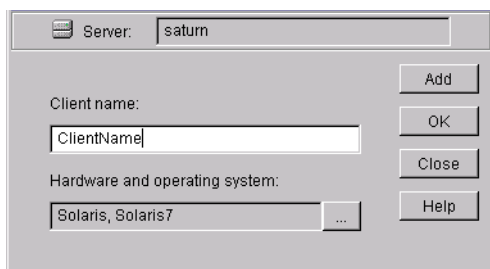 Server: saturn
Add
Client name:
OK
ClientName
Close
Hardware and operating system:
Solaris, Solaris7 ...
Help